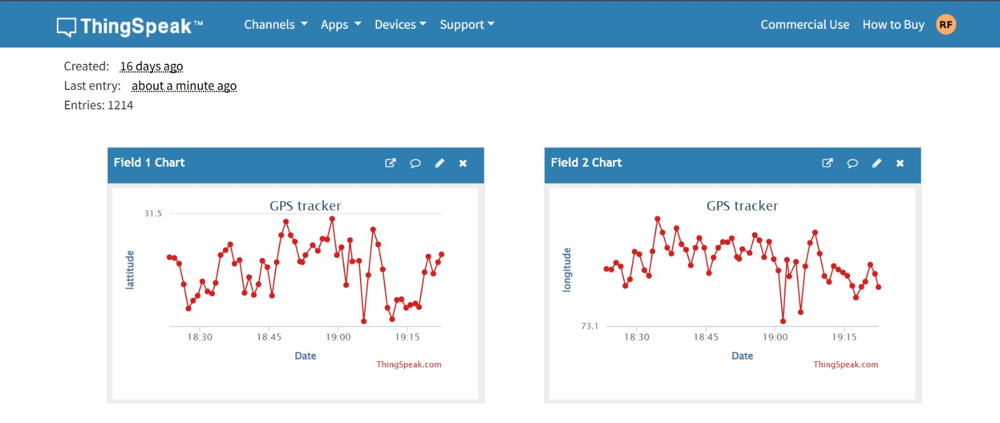 ThingSpeak™ Channels Apps Devices Support Commercial Use How to Buy RF
Created: 16 days ago
Last entry: about a minute ago
Entries: 1214
Field 1 Chart
GPS tracker
31.5
lattitude
18:30 18:45 19:00 19:15
Date
ThingSpeak.com
Field 2 Chart
GPS tracker
longitude
73.1
18:30 18:45 19:00 19:15
Date
ThingSpeak.com